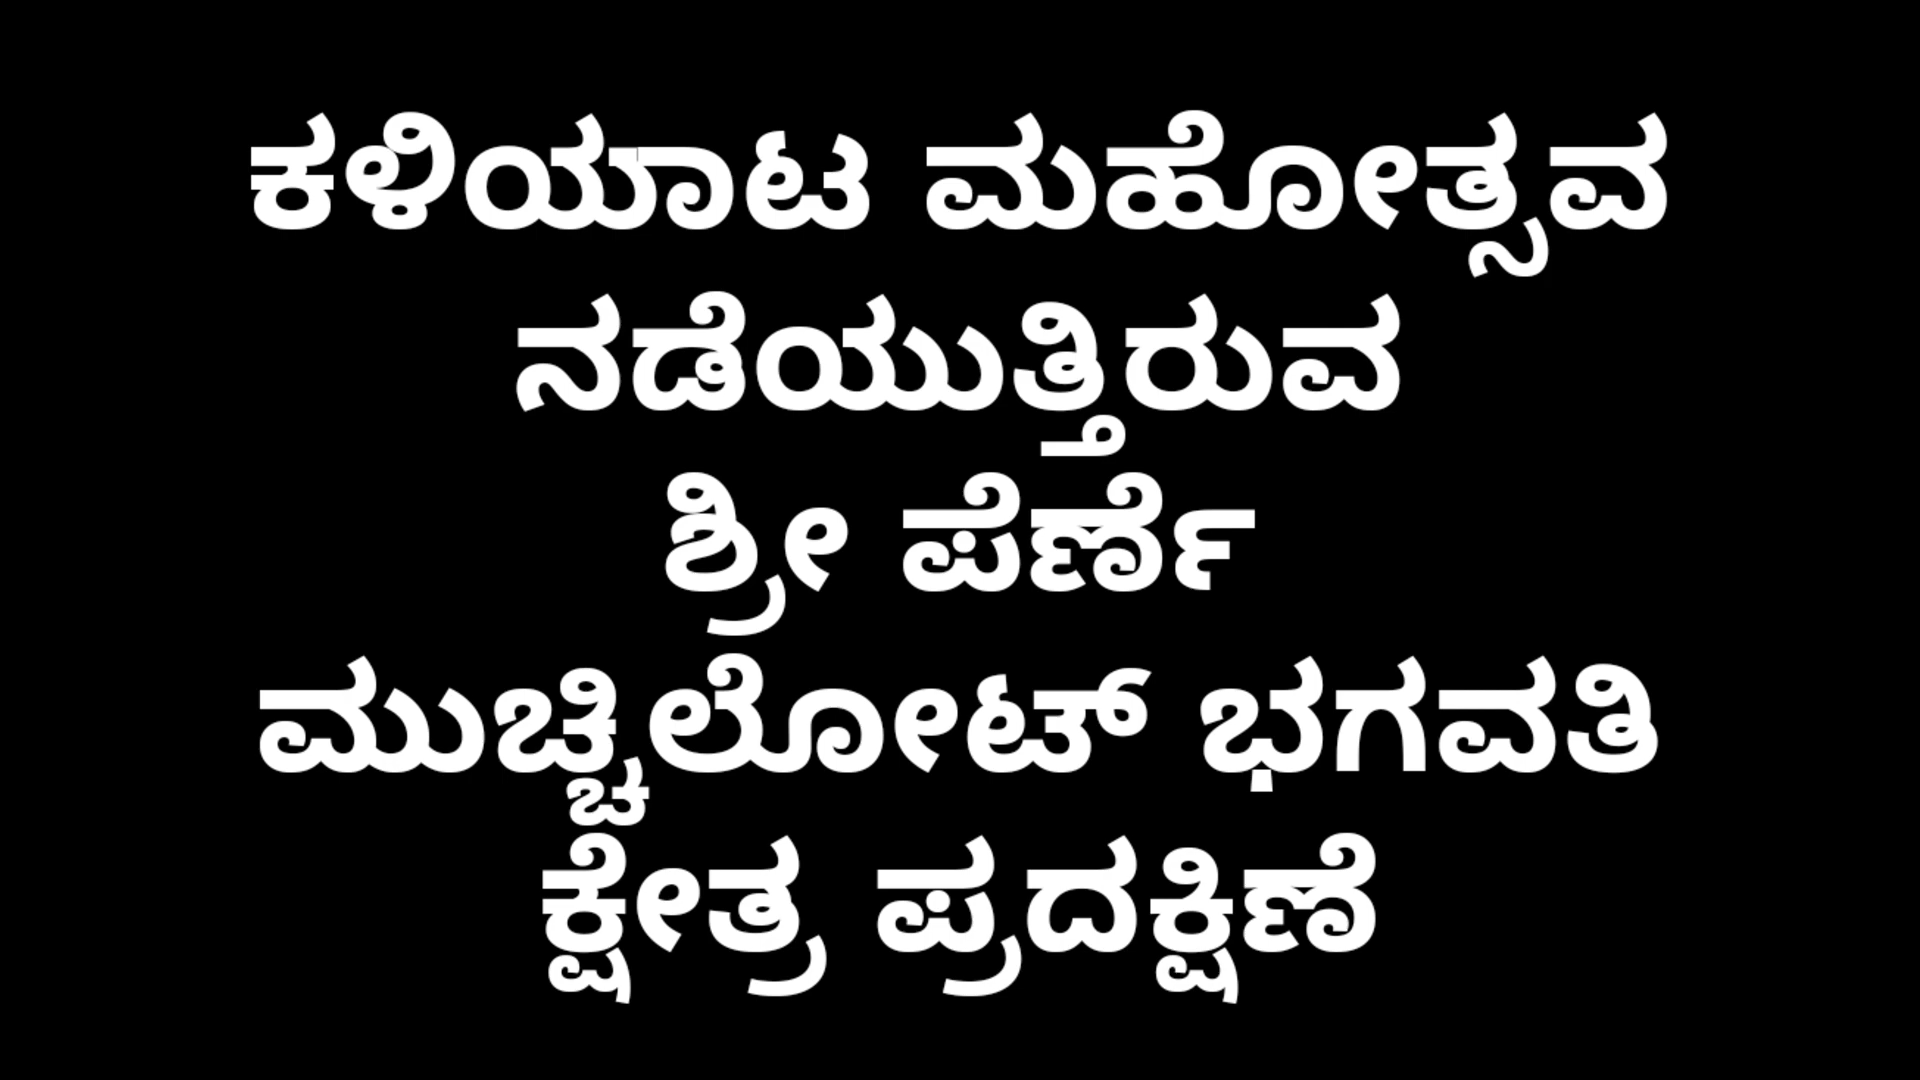 ಕಳಿಯಾಟ ಮಹೋತ್ಸವ
ನಡೆಯುತ್ತಿರುವ
ಶ್ರೀ ಪೆರ್ಣೆ
ಮುಚ್ಚಿಲೋಟ್ ಭಗವತಿ
ಕ್ಷೇತ್ರ ಪ್ರದಕ್ಷಿಣೆ